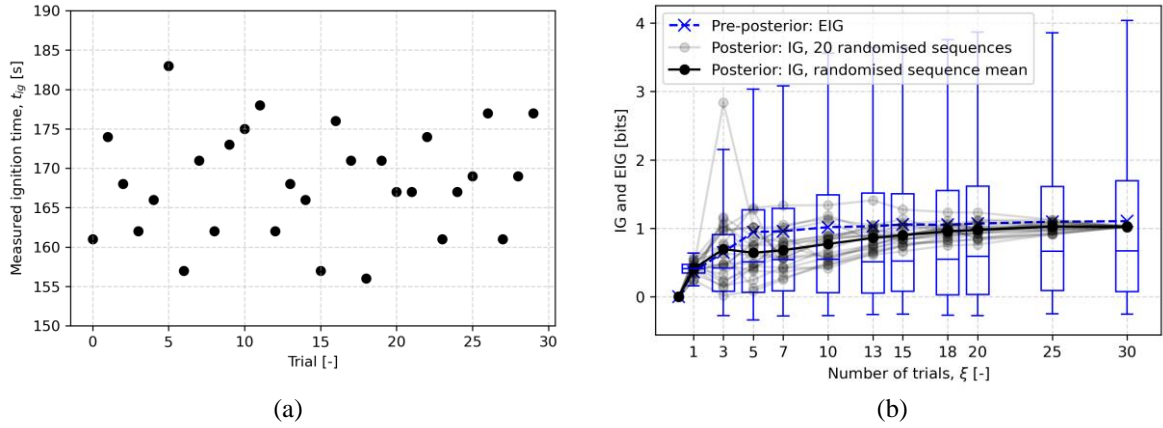 190
185
180
175
170
165
160
155
150
Measured ignition time, t_ig [s]
0 5 10 15 20 25 30
Trial [-]
(a)
4
3
2
1
0
IG and EIG [bits]
Pre-posterior: EIG
Posterior: IG, 20 randomised sequences
Posterior: IG, randomised sequence mean
1 3 5 7 10 13 15 18 20 25 30
Number of trials, ξ [-]
(b)